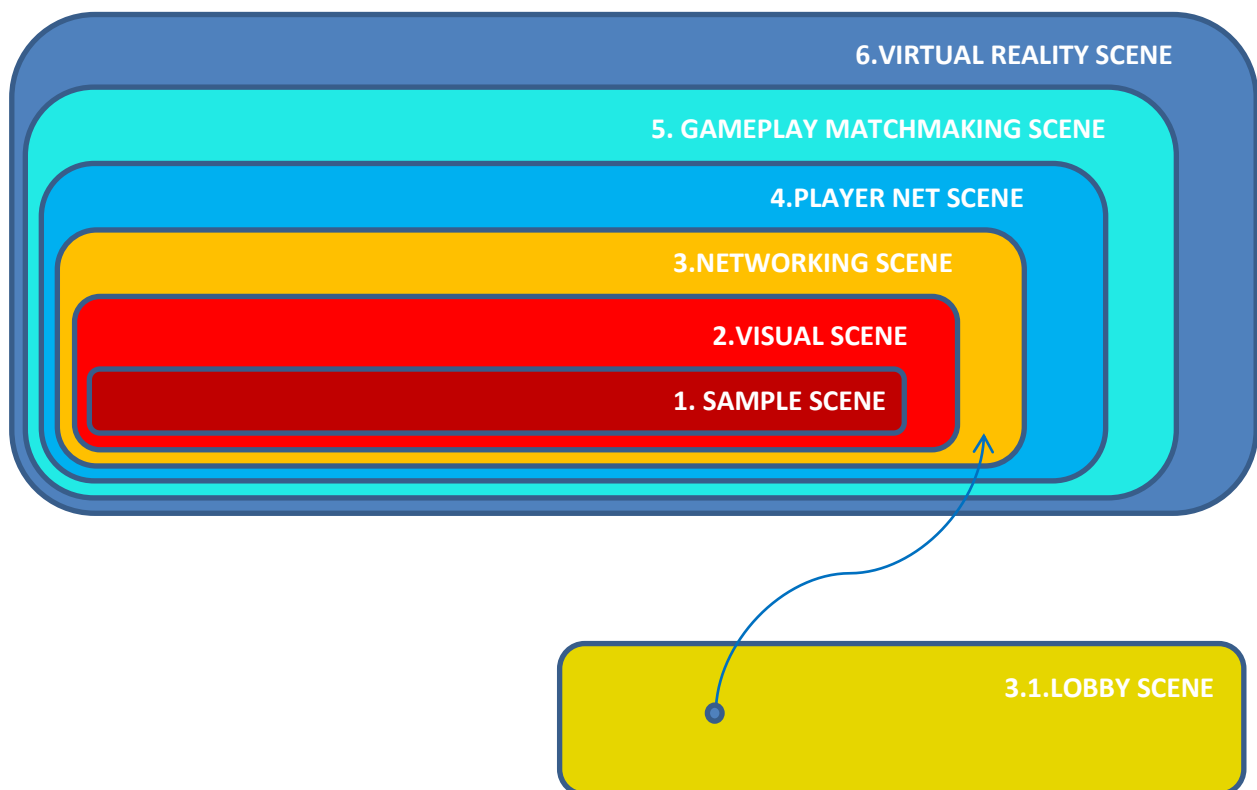 6.VIRTUAL REALITY SCENE
5. GAMEPLAY MATCHMAKING SCENE
4.PLAYER NET SCENE
3.NETWORKING SCENE
2.VISUAL SCENE
1. SAMPLE SCENE
3.1.LOBBY SCENE